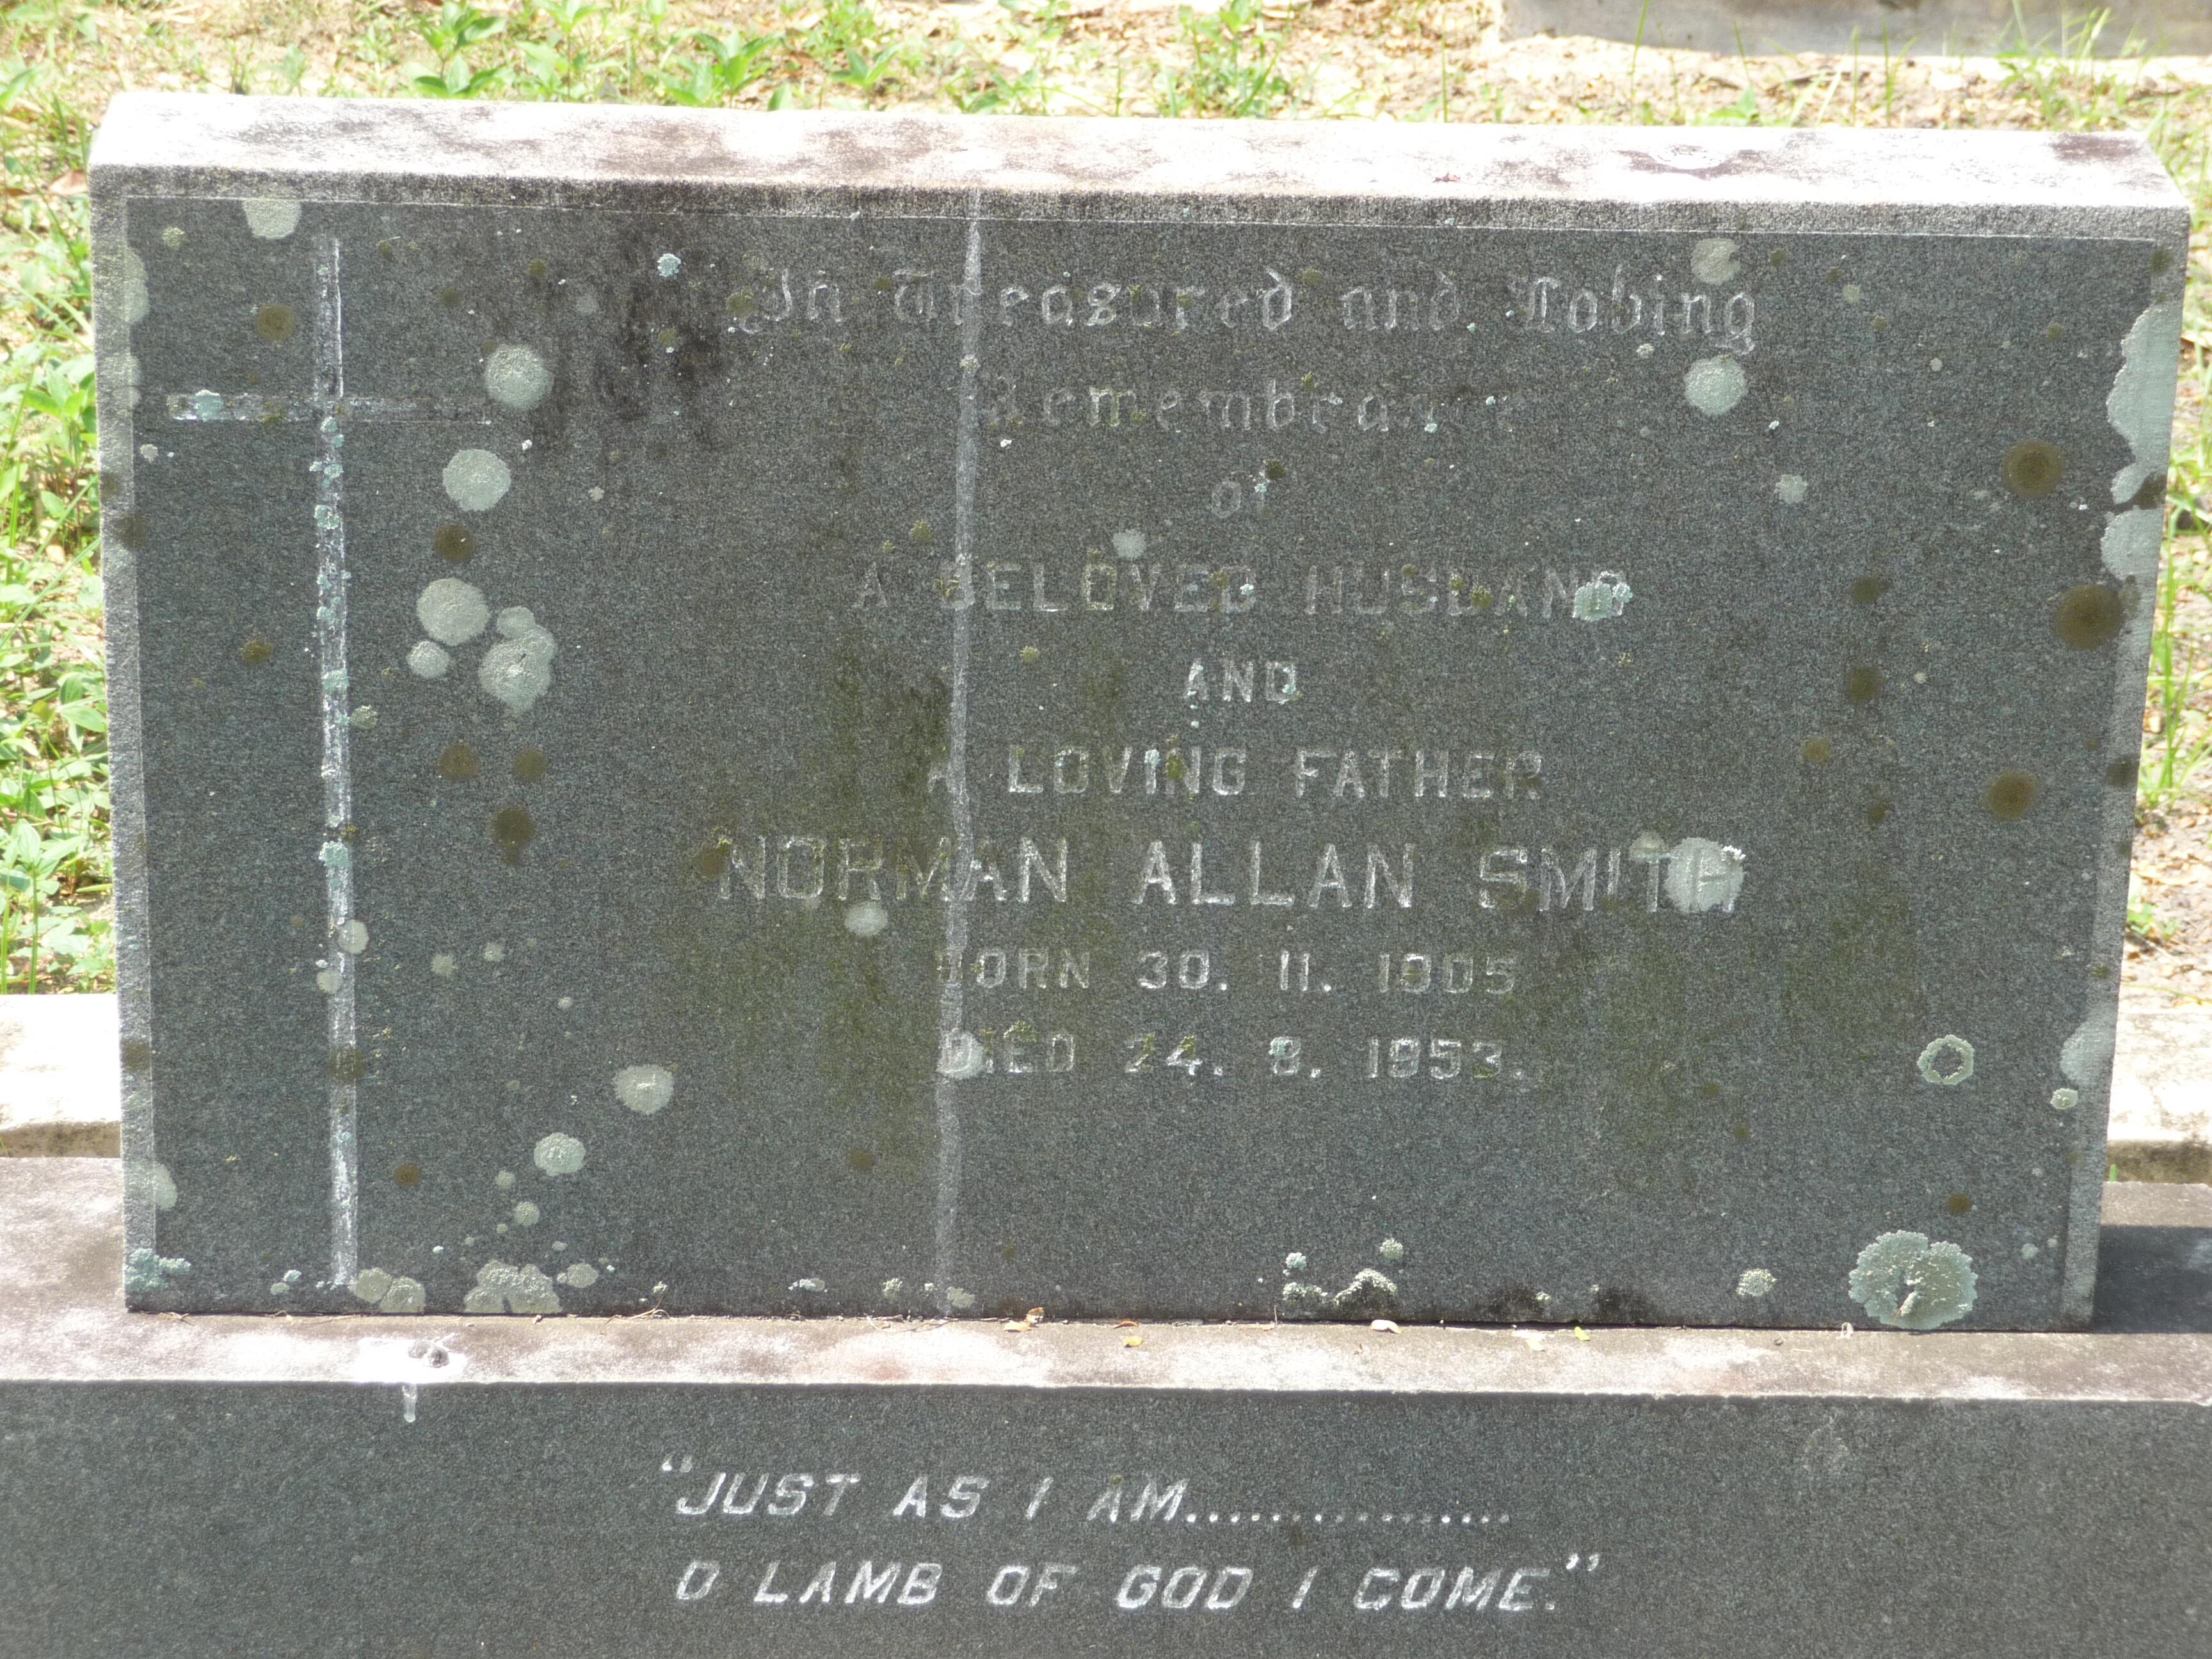 In Treasured and Loving
Remembrance
of
A BELOVED HUSBAND
AND
A LOVING FATHER
NORMAN ALLAN SMITH
BORN 30. 11. 1905
DIED 24. 8. 1953.
"JUST AS I AM...............
O LAMB OF GOD I COME."